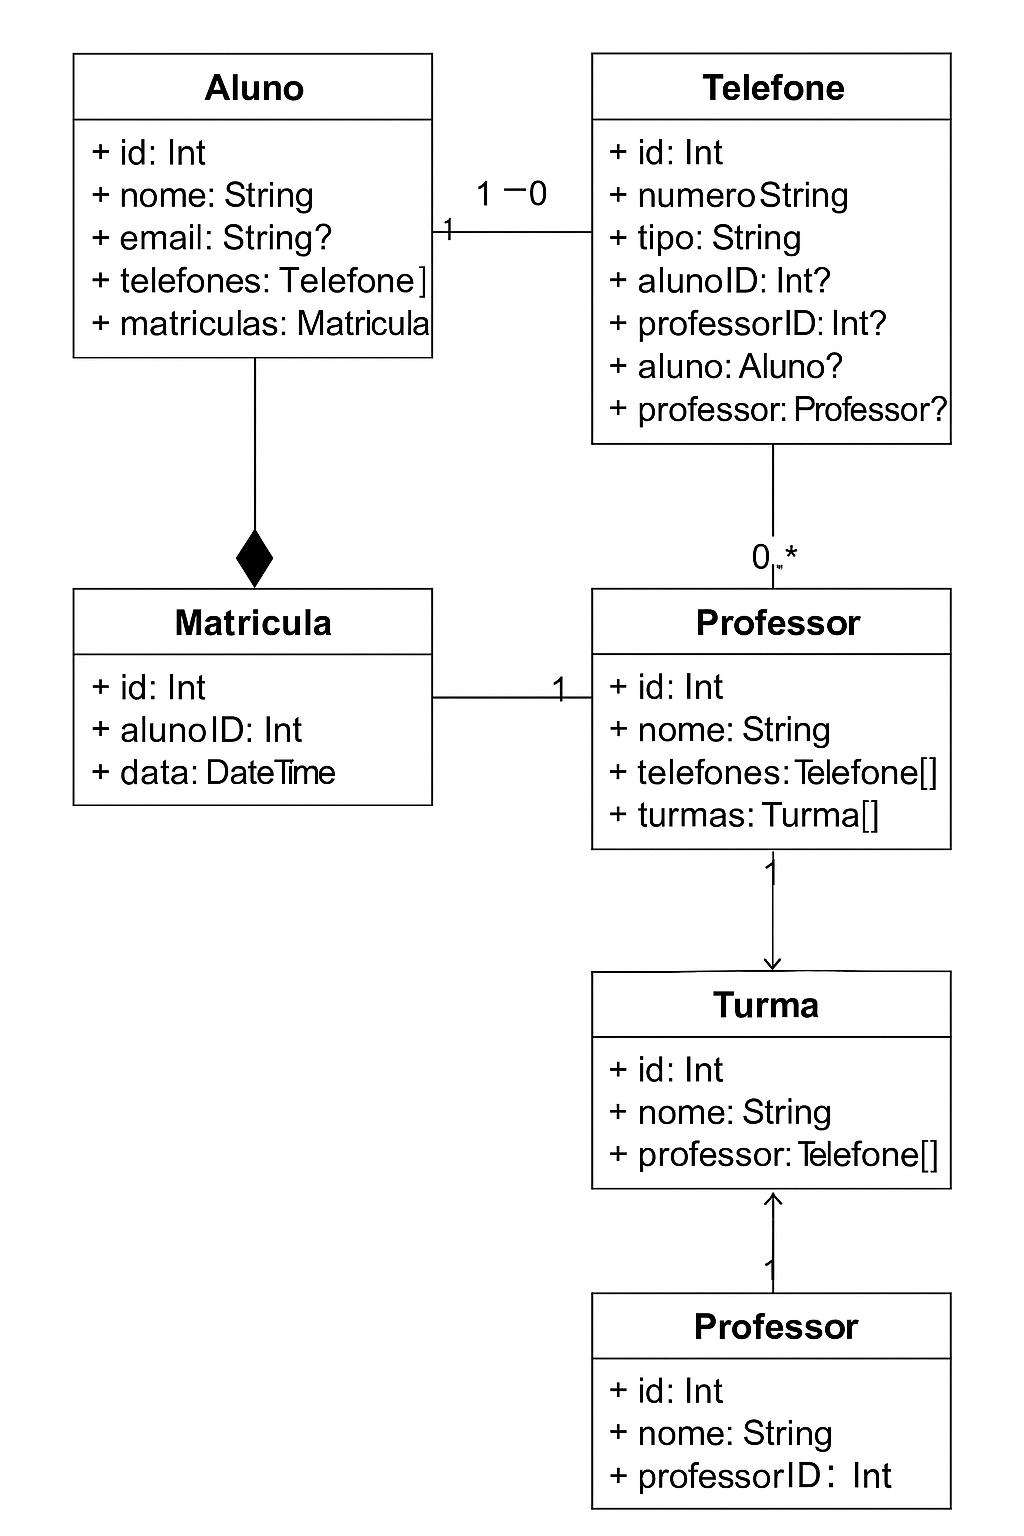 Aluno
+ id: Int
+ nome: String
+ email: String?
+ telefones: Telefone]
+ matriculas: Matricula
1 –0
1
Telefone
+ id: Int
+ numero String
+ tipo: String
+ alunoID: Int?
+ professorID: Int?
+ aluno: Aluno?
+ professor: Professor?
0..*
Matricula
+ id: Int
+ alunoID: Int
+ data: DateTime
1
Professor
+ id: Int
+ nome: String
+ telefones: Telefone[]
+ turmas: Turma[]
1
Turma
+ id: Int
+ nome: String
+ professor: Telefone[]
1
Professor
+ id: Int
+ nome: String
+ professorID: Int